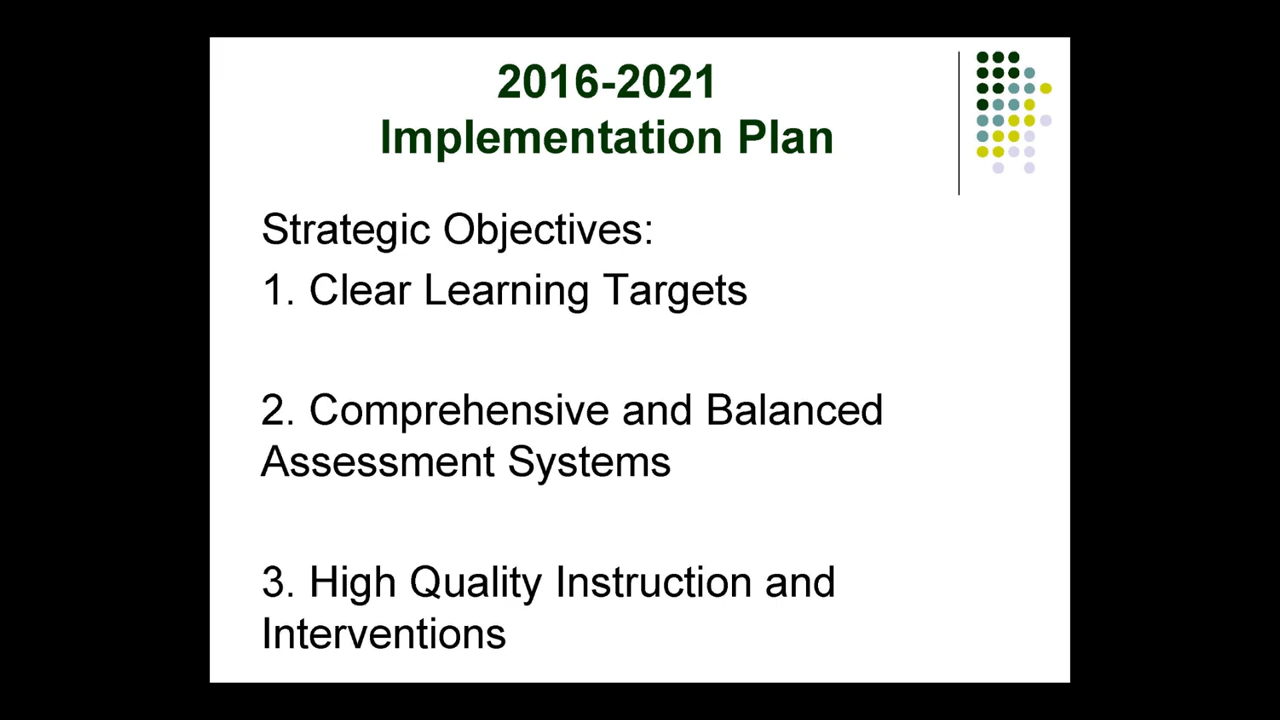 2016-2021
Implementation Plan
Strategic Objectives:
1. Clear Learning Targets
2. Comprehensive and Balanced
Assessment Systems
3. High Quality Instruction and
Interventions